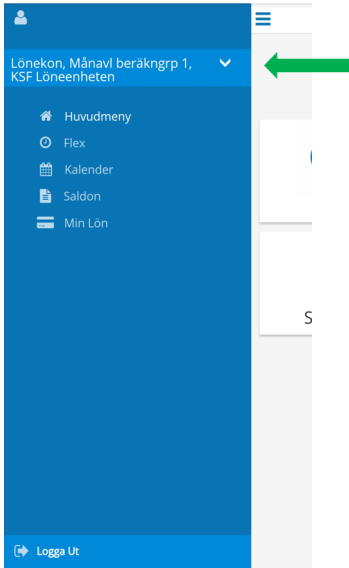 Lönekon, Månavl beräkngrp 1,
KSF Löneenheten
Huvudmeny
Flex
Kalender
Saldon
Min Lön
S
Logga Ut